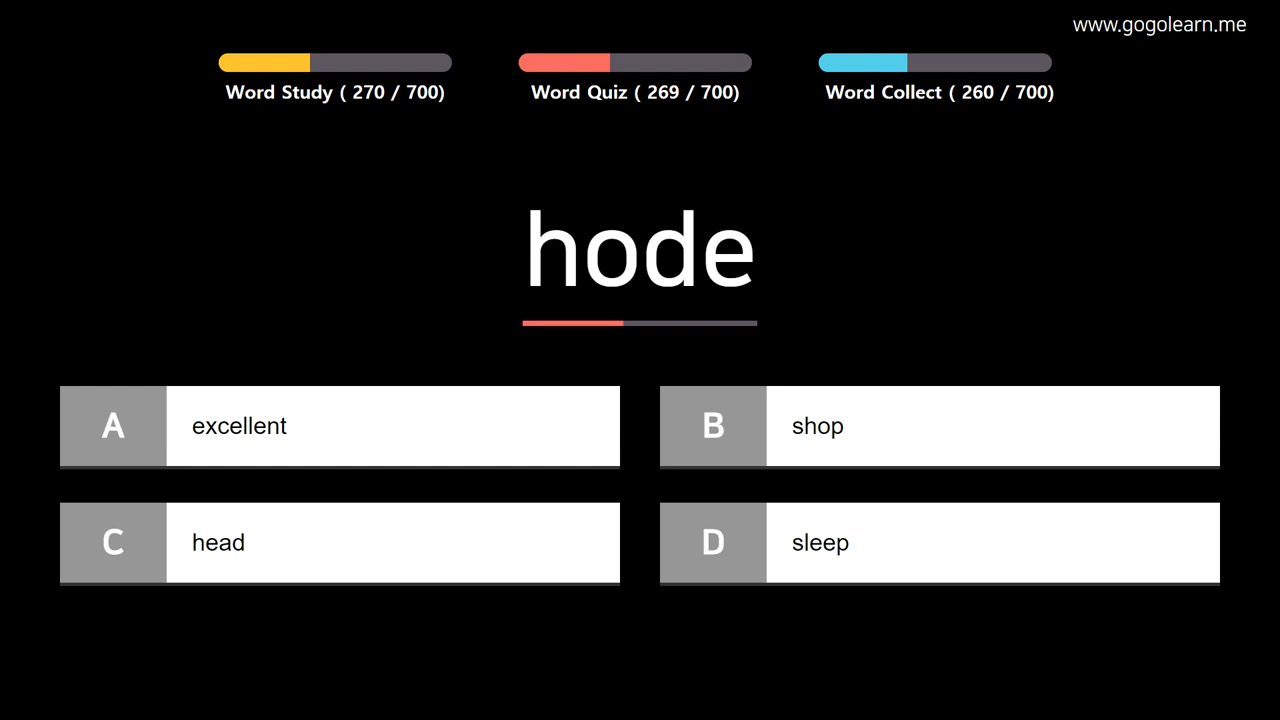 www.gogolearn.me
Word Study ( 270 / 700)
Word Quiz ( 269 / 700)
Word Collect ( 260 / 700)
hode
A excellent
B shop
C head
D sleep